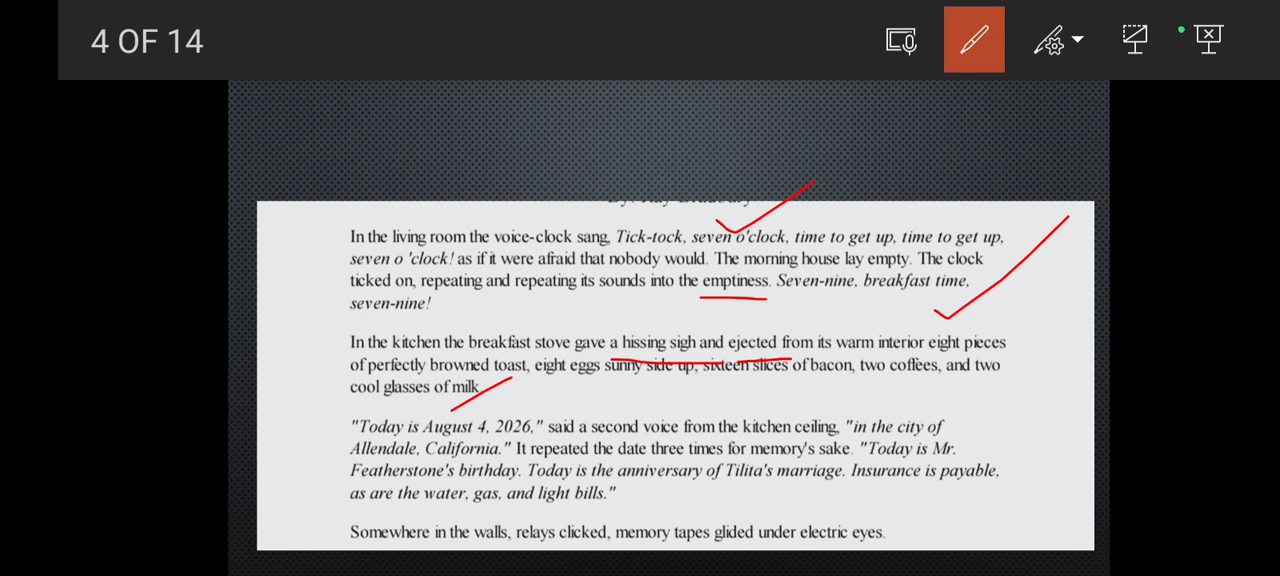 4 OF 14
In the living room the voice-clock sang, Tick-tock, seven o'clock, time to get up, time to get up,
seven o 'clock! as if it were afraid that nobody would. The morning house lay empty. The clock
ticked on, repeating and repeating its sounds into the emptiness. Seven-nine, breakfast time,
seven-nine!
In the kitchen the breakfast stove gave a hissing sigh and ejected from its warm interior eight pieces
of perfectly browned toast, eight eggs sunny side up, sixteen slices of bacon, two coffees, and two
cool glasses of milk.
"Today is August 4, 2026," said a second voice from the kitchen ceiling, "in the city of
Allendale, California." It repeated the date three times for memory's sake. "Today is Mr.
Featherstone's birthday. Today is the anniversary of Tilita's marriage. Insurance is payable,
as are the water, gas, and light bills."
Somewhere in the walls, relays clicked, memory tapes glided under electric eyes.